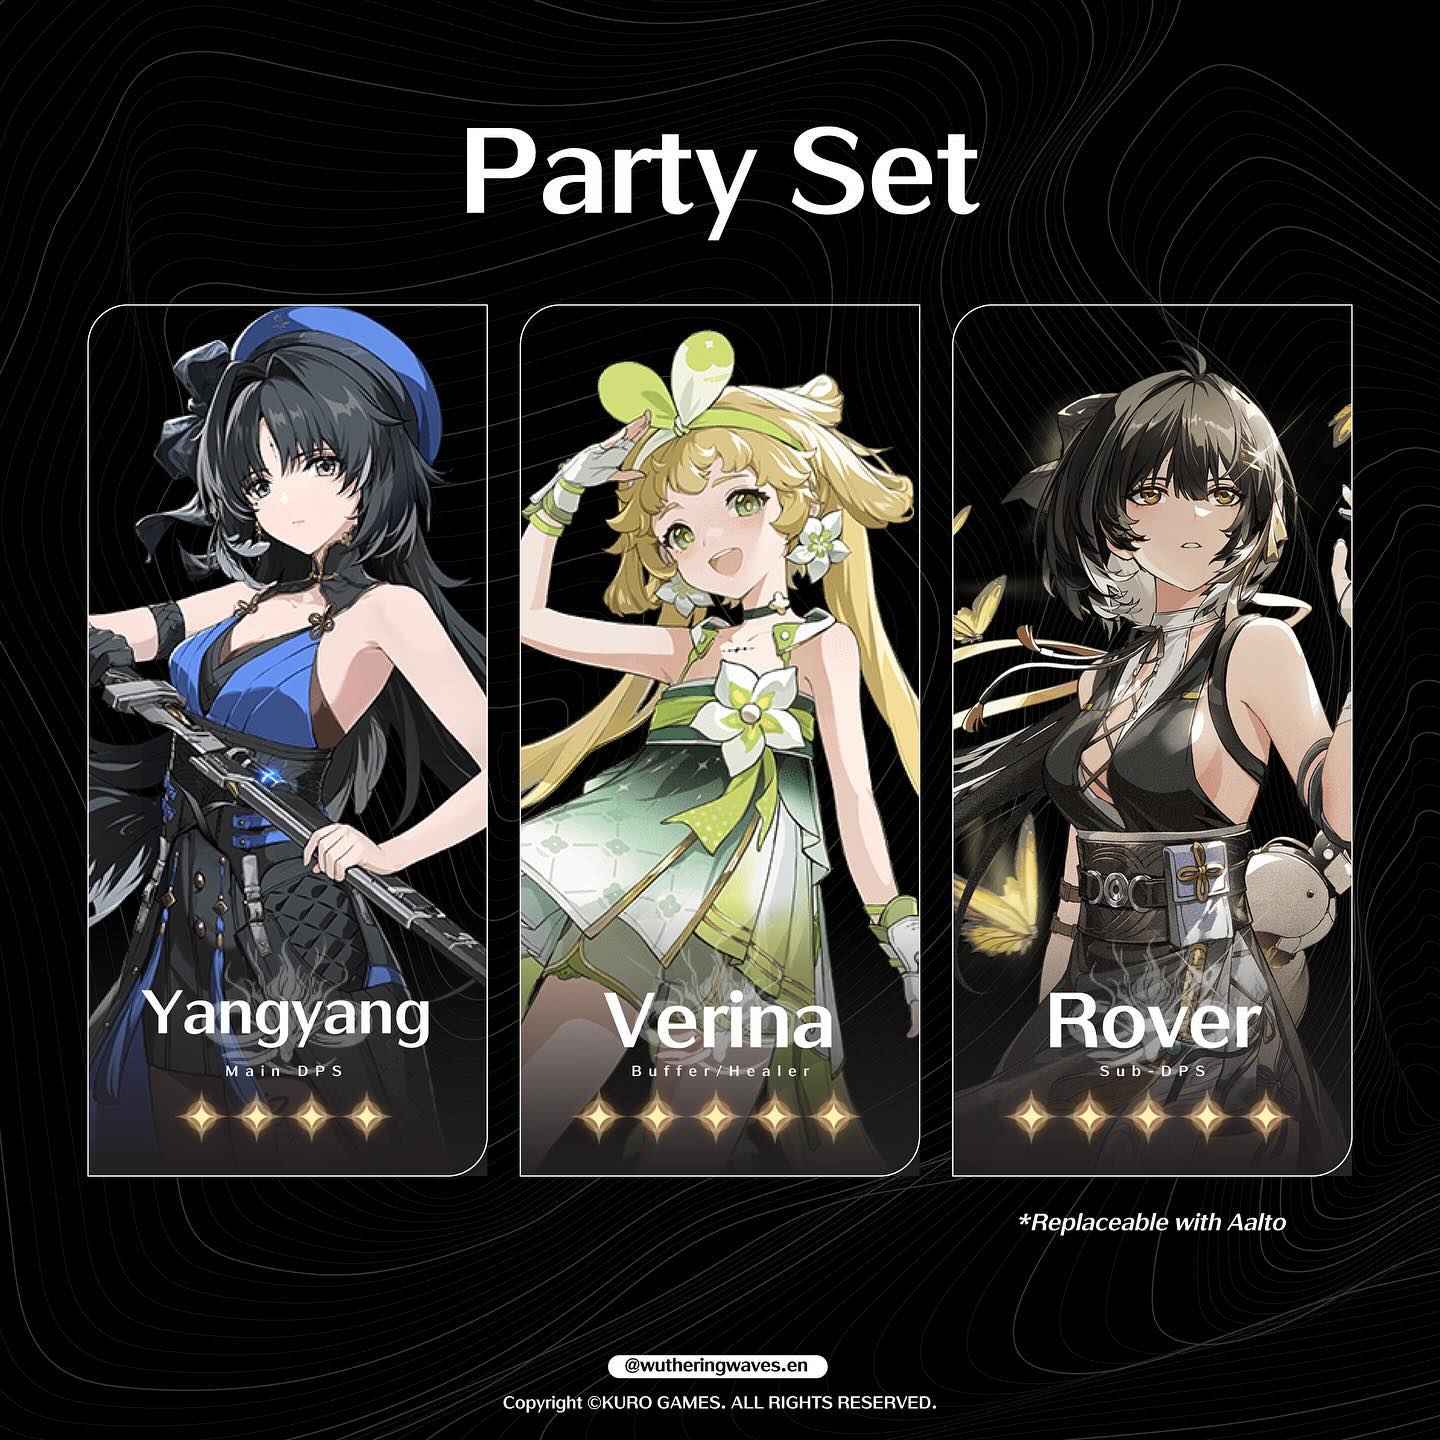 Party Set
Yangyang
Main DPS
Verina
Buffer/Healer
Rover
Sub-DPS
*Replaceable with Aalto
@wutheringwaves.en
Copyright ©KURO GAMES. ALL RIGHTS RESERVED.